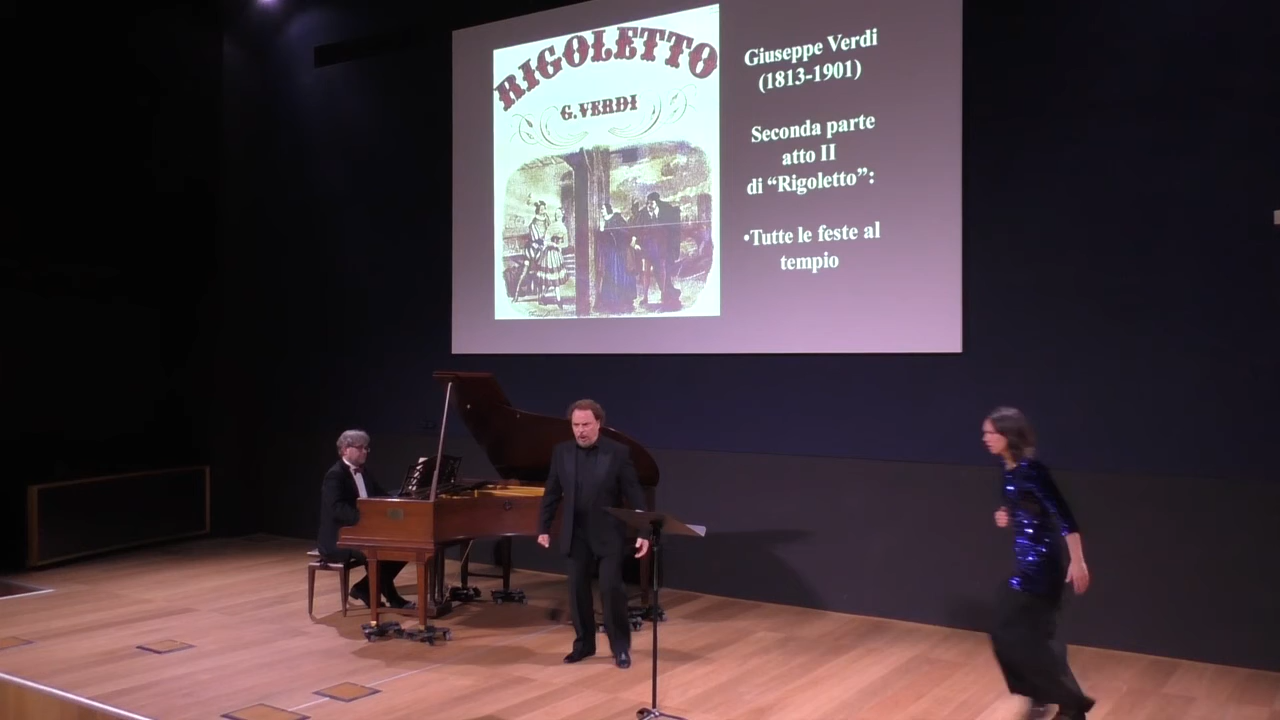 RIGOLETTO
G. VERDI
Giuseppe Verdi
(1813-1901)
Seconda parte
atto II
di “Rigoletto”:
•Tutte le feste al
tempio